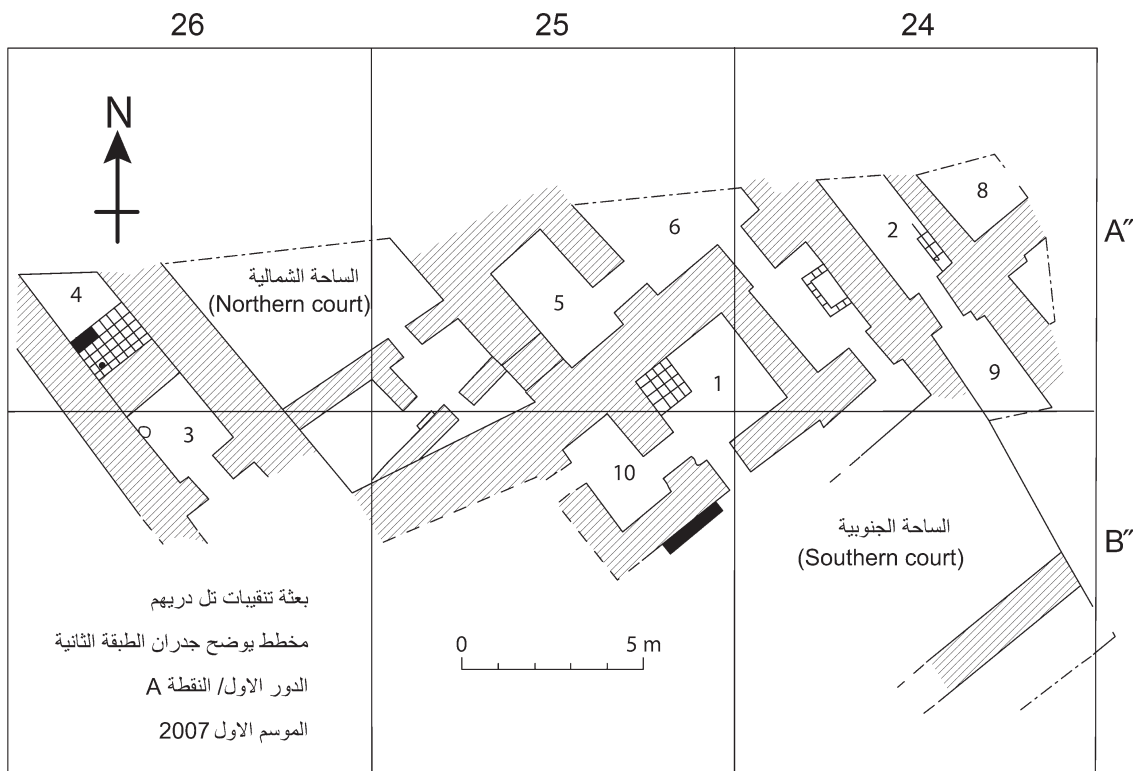 26 25 24
N
A″
8
2
6
الساحة الشمالية
(Northern court)
4
5
9
1
3
10
الساحة الجنوبية
(Southern court)
B″
بعثة تنقيبات تل دريهم
مخطط يوضح جدران الطبقة الثانية
الدور الاول/ النقطة A
الموسم الاول 2007
0 5 m